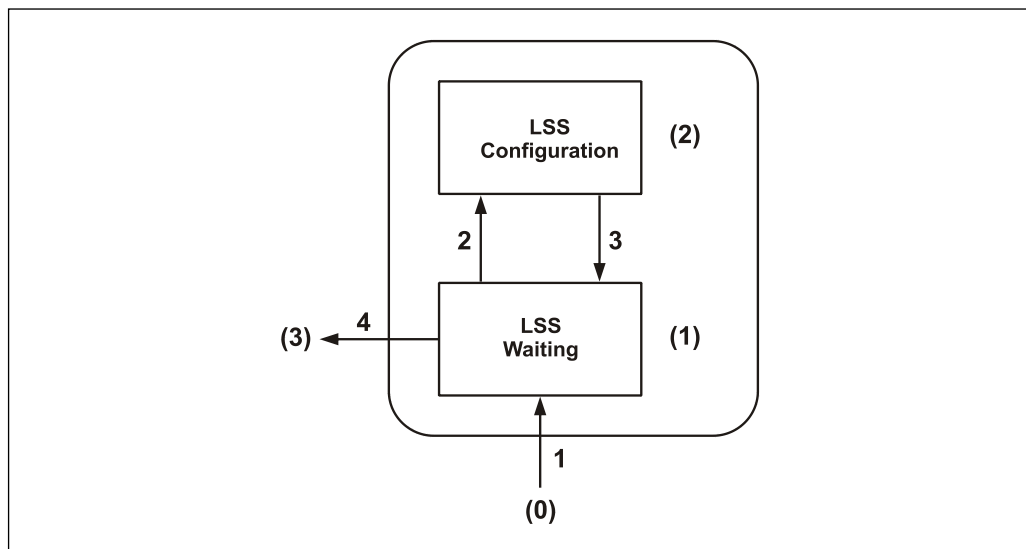 LSS
Configuration
(2)
2
3
LSS
Waiting
(1)
(3)
4
1
(0)